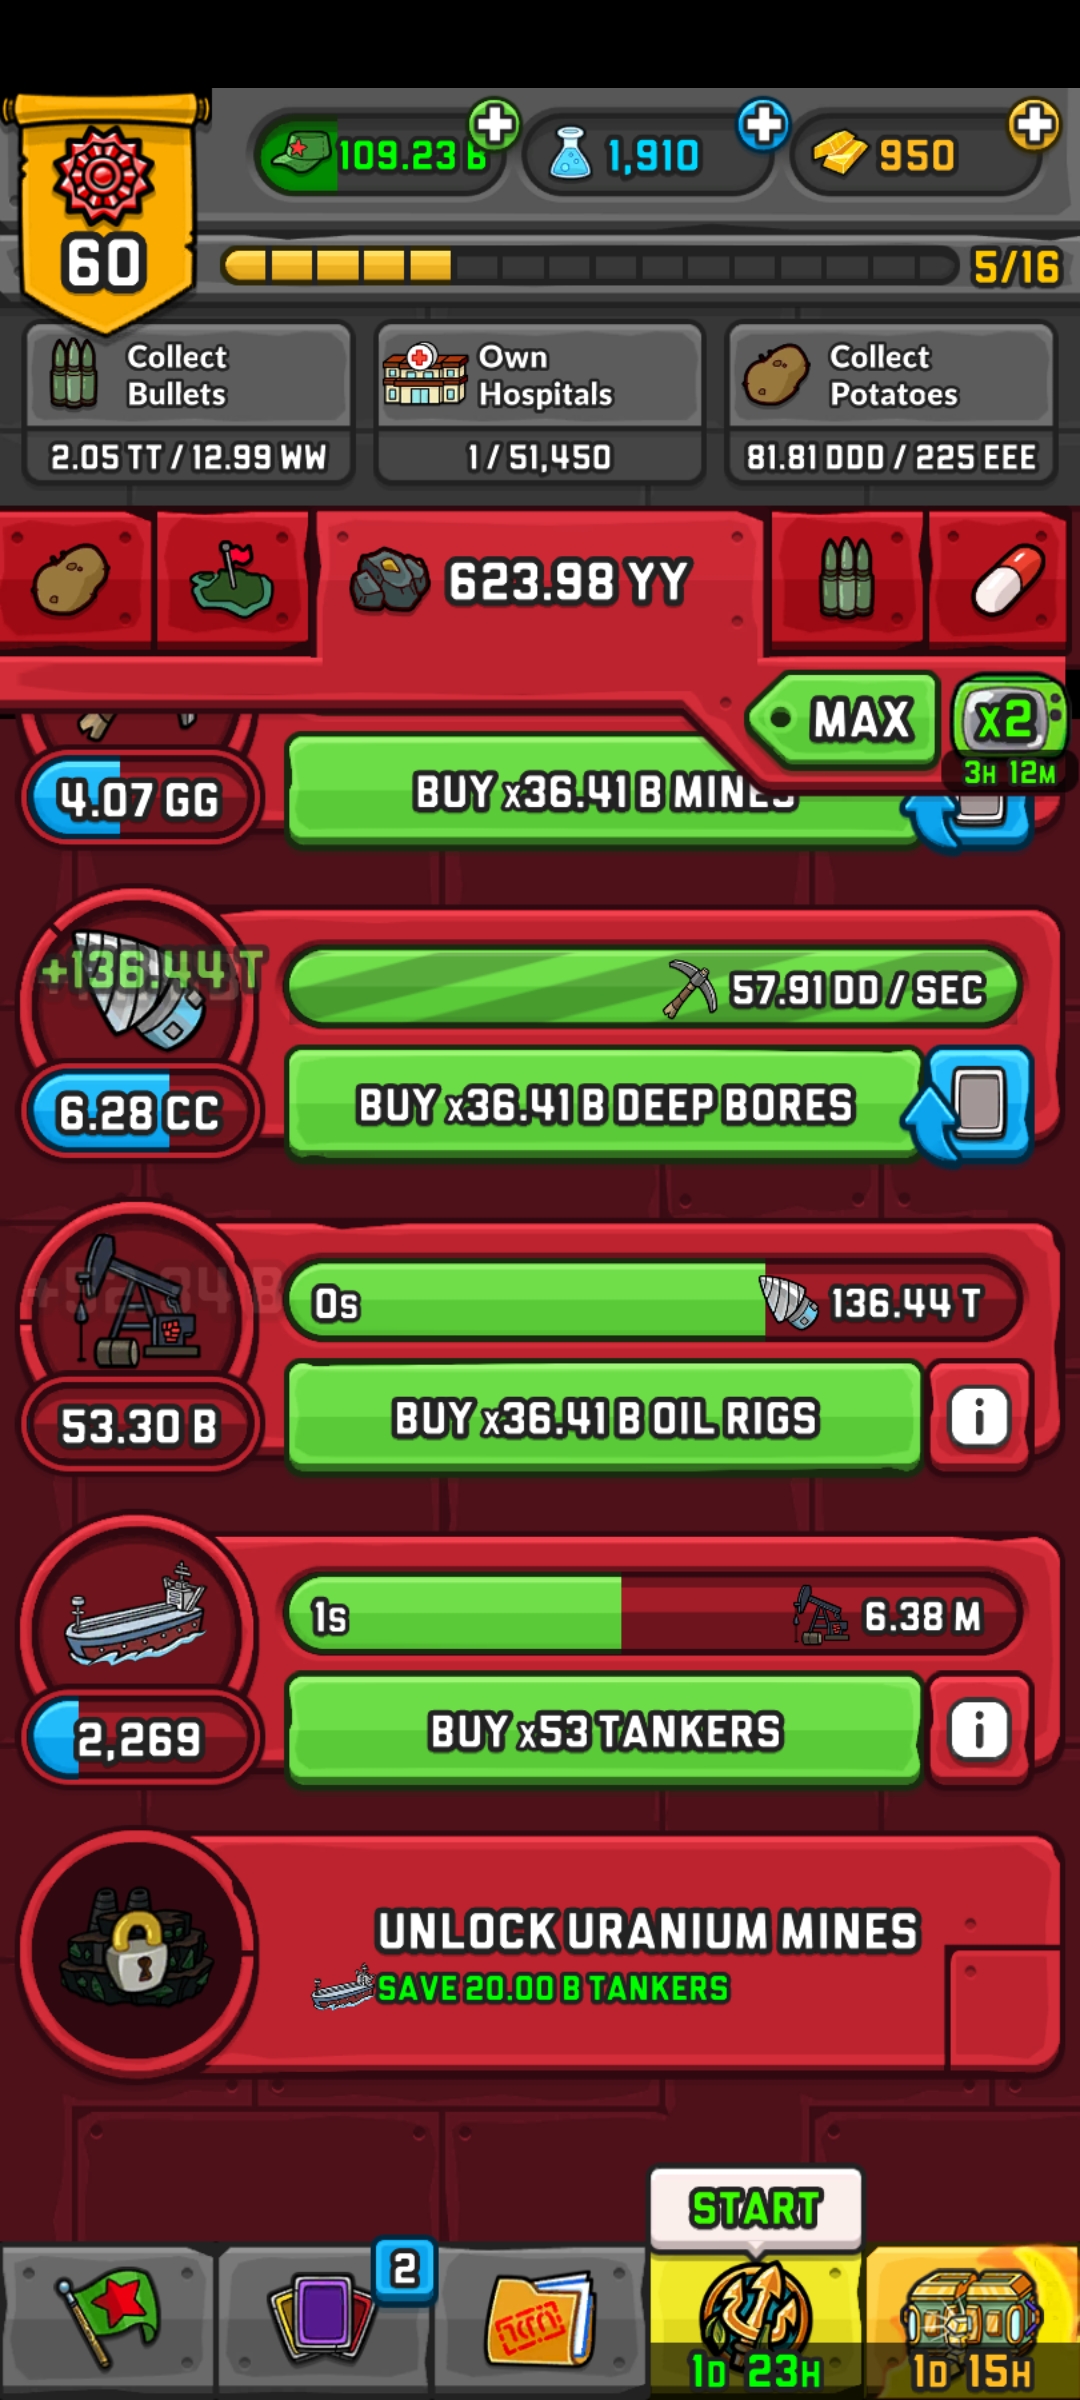 60
109.23 B
1,910
950
5/16
Collect
Bullets
2.05 TT / 12.99 WW
Own
Hospitals
1 / 51,450
Collect
Potatoes
81.81 DDD / 225 EEE
623.98 YY
MAX
x2
3H 12M
4.07 GG
BUY x36.41 B MINES
+136.44 T
57.91 DD / SEC
6.28 CC
BUY x36.41 B DEEP BORES
0s
136.44 T
53.30 B
BUY x36.41 B OIL RIGS
1s
6.38 M
2,269
BUY x53 TANKERS
UNLOCK URANIUM MINES
SAVE 20.00 B TANKERS
START
2
1D 23H
1D 15H